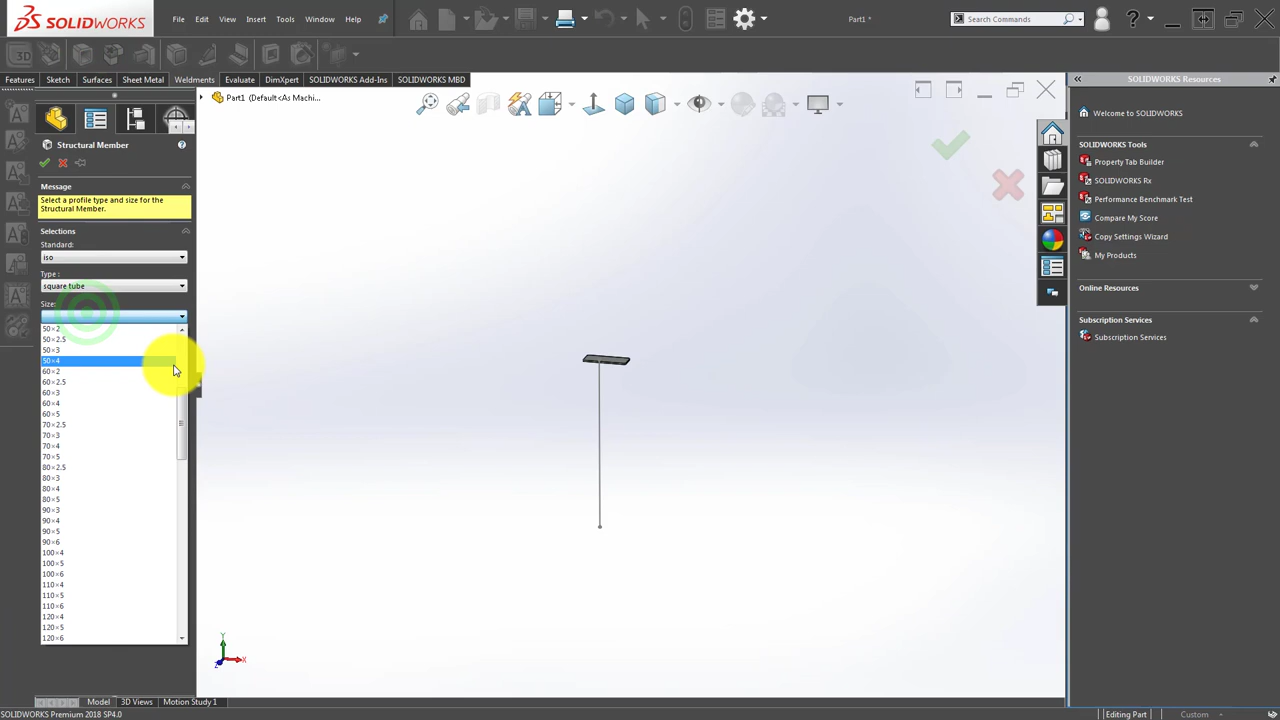 SOLIDWORKS File Edit View Insert Tools Window Help Part1 * Search Commands
Features Sketch Surfaces Sheet Metal Weldments Evaluate DimXpert SOLIDWORKS Add-Ins SOLIDWORKS MBD SOLIDWORKS Resources
Part1 (Default<As Machi...
Structural Member
Message
Select a profile type and size for the
Structural Member.
Selections
Standard:
iso
Type :
square tube
Size:
50×2
50×2.5
50×3
50×4
60×2
60×2.5
60×3
60×4
60×5
70×2.5
70×3
70×4
70×5
80×2.5
80×3
80×4
80×5
90×3
90×4
90×5
90×6
100×4
100×5
100×6
110×4
110×5
110×6
120×4
120×5
120×6
Y
X
Z
Welcome to SOLIDWORKS
SOLIDWORKS Tools
Property Tab Builder
SOLIDWORKS Rx
Performance Benchmark Test
Compare My Score
Copy Settings Wizard
My Products
Online Resources
Subscription Services
Subscription Services
Model 3D Views Motion Study 1
SOLIDWORKS Premium 2018 SP4.0 Editing Part Custom